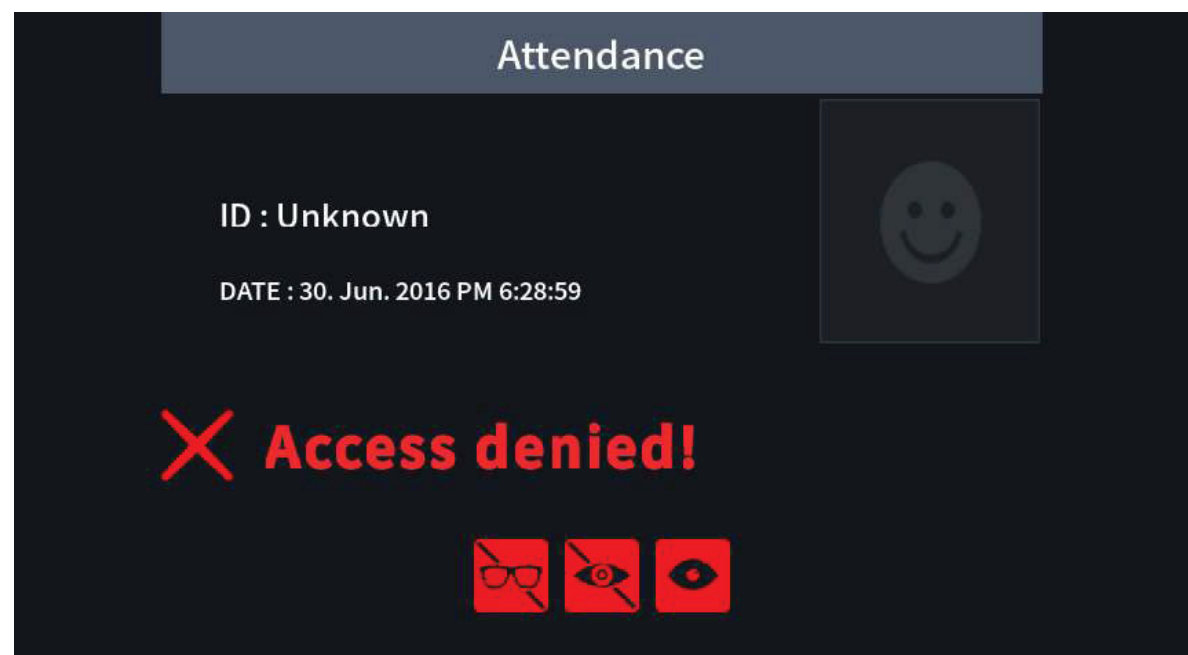 Attendance
ID : Unknown
DATE : 30. Jun. 2016 PM 6:28:59
Access denied!